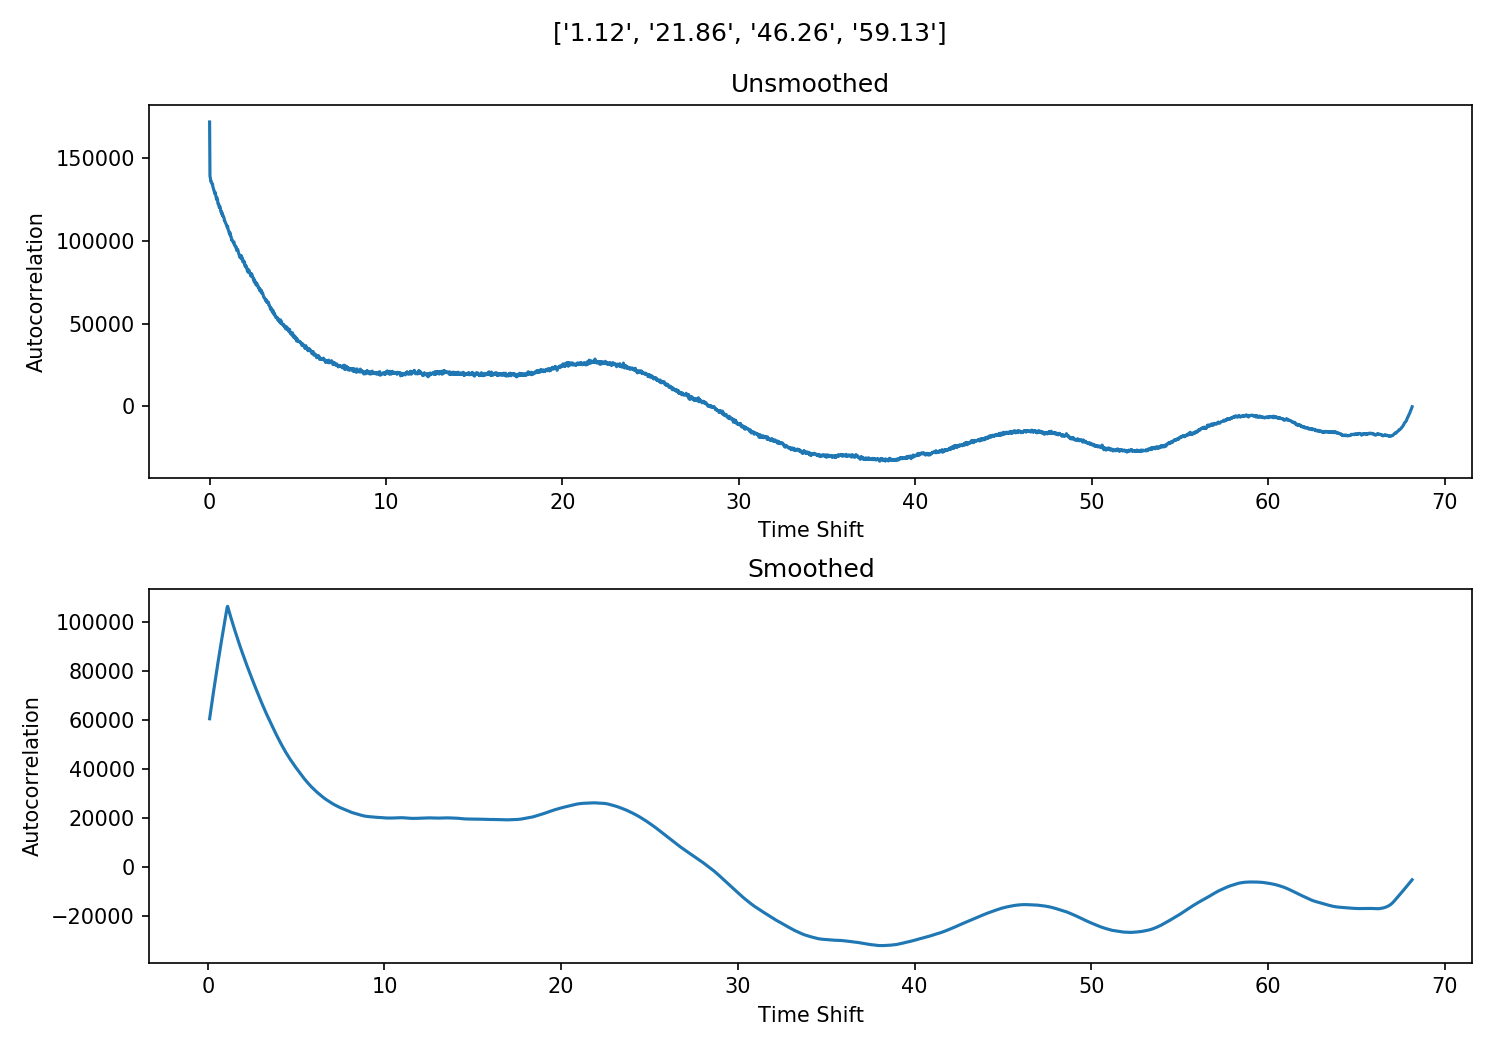 ['1.12', '21.86', '46.26', '59.13']
Unsmoothed
150000
100000
50000
0
Autocorrelation
0 10 20 30 40 50 60 70
Time Shift
Smoothed
100000
80000
60000
40000
20000
0
−20000
Autocorrelation
0 10 20 30 40 50 60 70
Time Shift